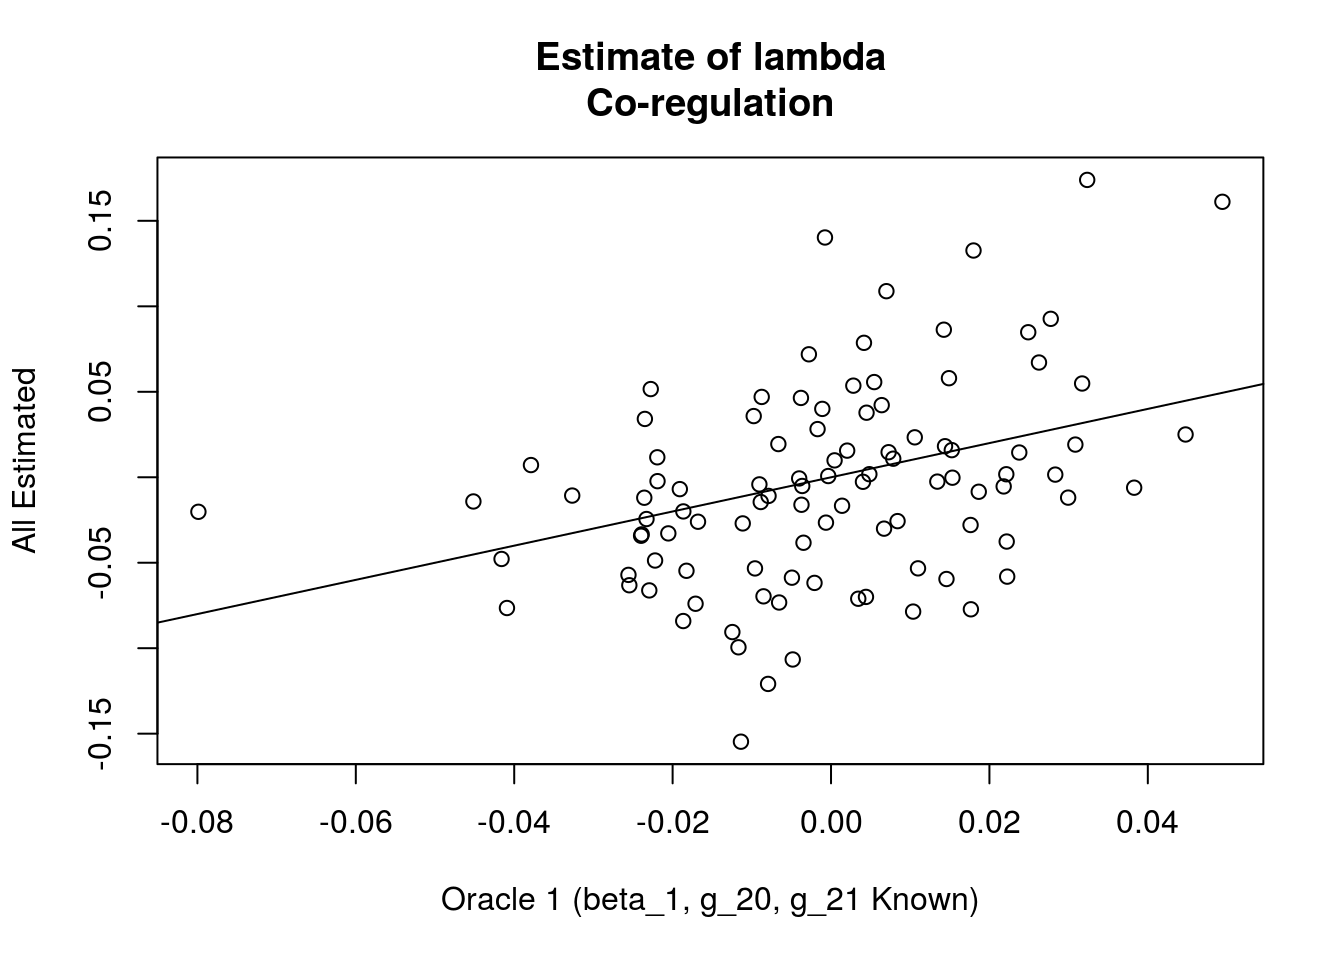 Estimate of lambda
Co-regulation
All Estimated
0.15
0.05
-0.05
-0.15
-0.08 -0.06 -0.04 -0.02 0.00 0.02 0.04
Oracle 1 (beta_1, g_20, g_21 Known)